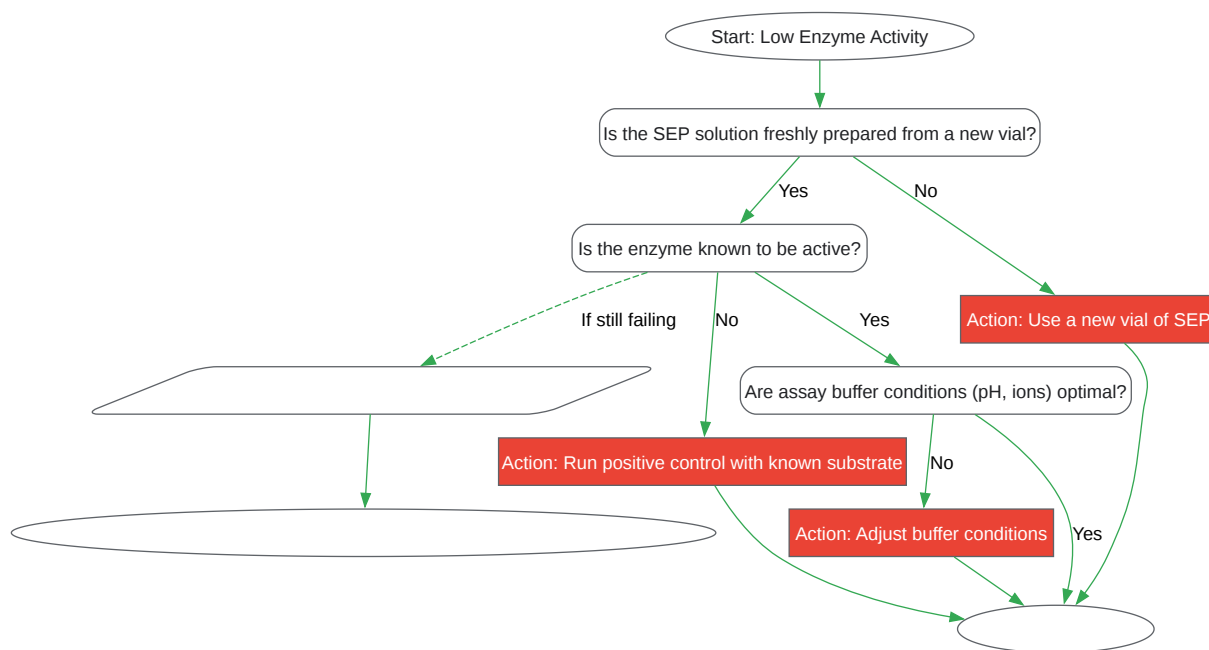 Start: Low Enzyme Activity
Is the SEP solution freshly prepared from a new vial?
Yes
No
Is the enzyme known to be active?
Action: Use a new vial of SEP
If still failing
No
Yes
Are assay buffer conditions (pH, ions) optimal?
Action: Run positive control with known substrate
No
Action: Adjust buffer conditions
Yes